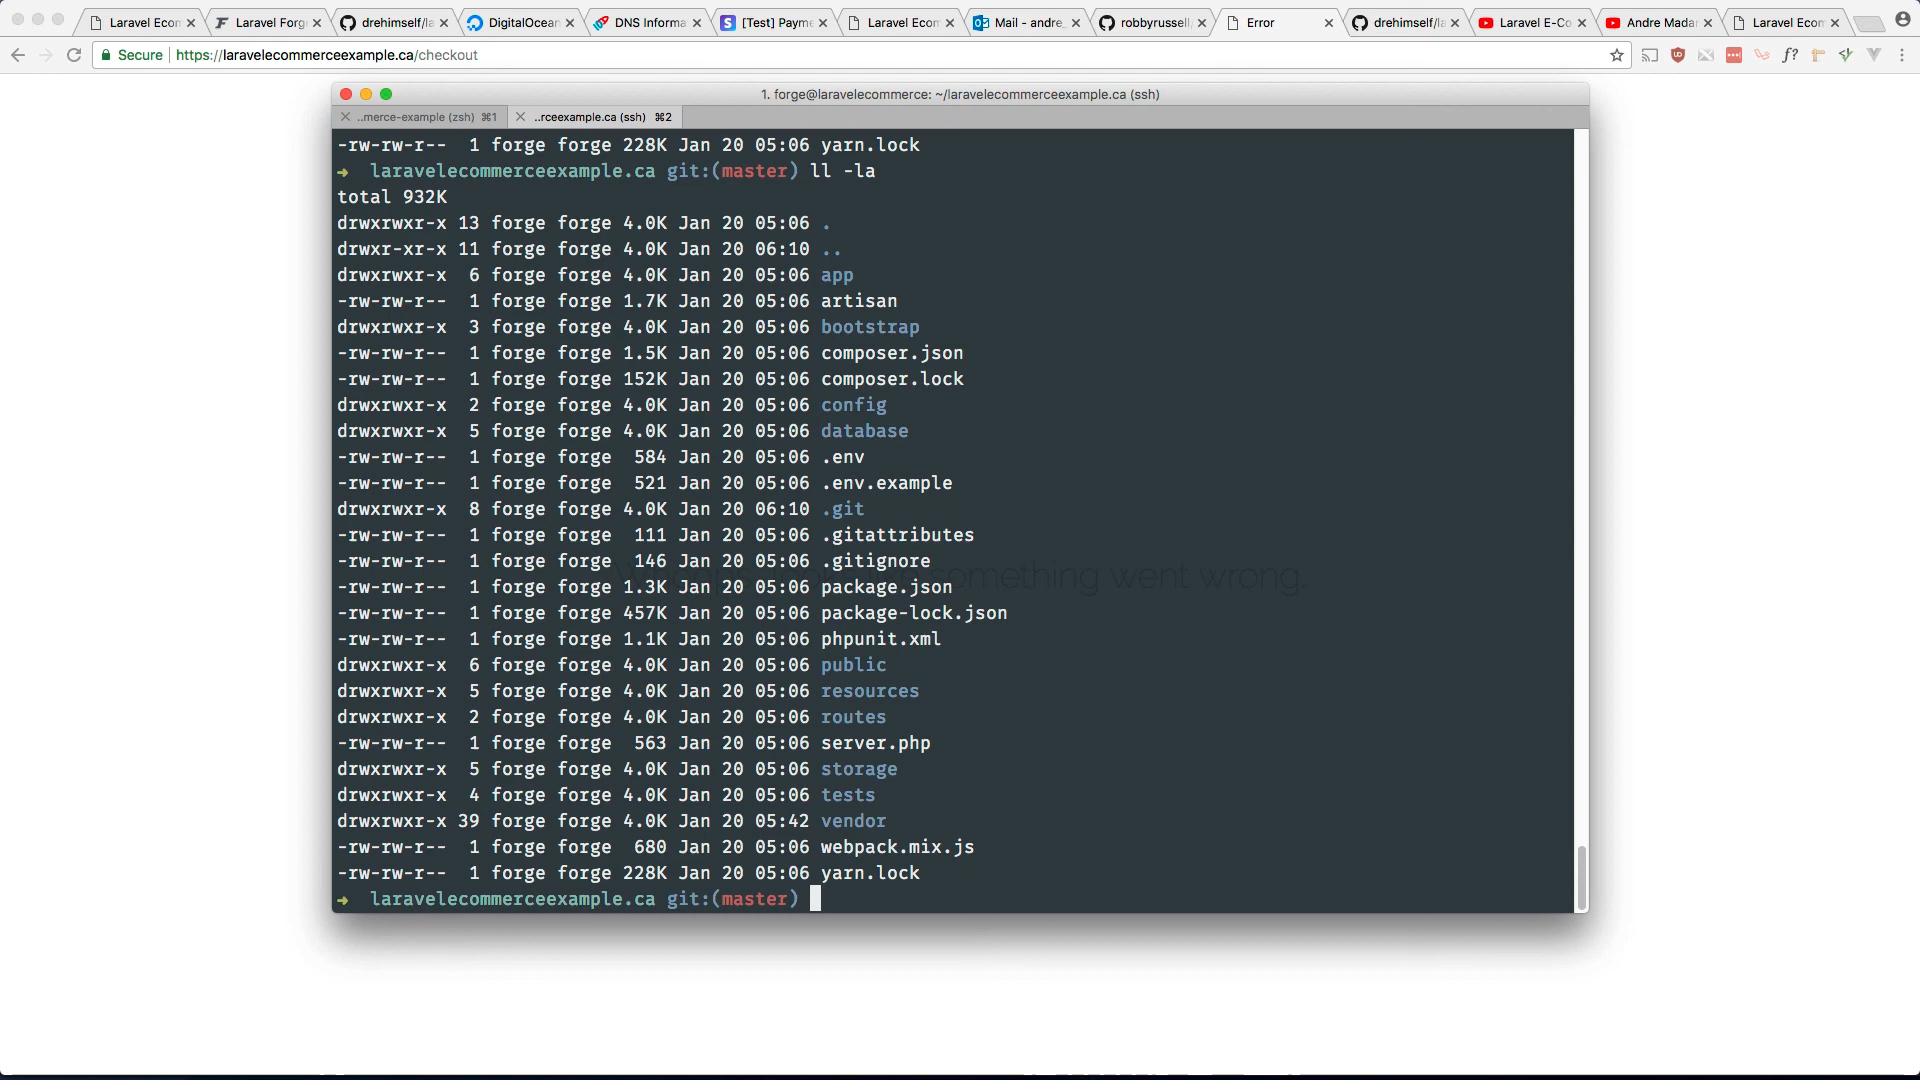 Laravel Econ
Laravel Forg
drehimself/la
DigitalOcean
DNS Informa
[Test] Payme
Laravel Ecom
Mail - andre_
robbyrussell/
Error
drehimself/la
Laravel E-Co
Andre Madar
Laravel Ecom
Secure https://laravelecommerceexample.ca/checkout
1. forge@laravelecommerce: ~/laravelecommerceexample.ca (ssh)
..merce-example (zsh) ⌘1
..rceexample.ca (ssh) ⌘2
-rw-rw-r-- 1 forge forge 228K Jan 20 05:06 yarn.lock
➜ laravelecommerceexample.ca git:(master) ll -la
total 932K
drwxrwxr-x 13 forge forge 4.0K Jan 20 05:06 .
drwxr-xr-x 11 forge forge 4.0K Jan 20 06:10 ..
drwxrwxr-x 6 forge forge 4.0K Jan 20 05:06 app
-rw-rw-r-- 1 forge forge 1.7K Jan 20 05:06 artisan
drwxrwxr-x 3 forge forge 4.0K Jan 20 05:06 bootstrap
-rw-rw-r-- 1 forge forge 1.5K Jan 20 05:06 composer.json
-rw-rw-r-- 1 forge forge 152K Jan 20 05:06 composer.lock
drwxrwxr-x 2 forge forge 4.0K Jan 20 05:06 config
drwxrwxr-x 5 forge forge 4.0K Jan 20 05:06 database
-rw-rw-r-- 1 forge forge 584 Jan 20 05:06 .env
-rw-rw-r-- 1 forge forge 521 Jan 20 05:06 .env.example
drwxrwxr-x 8 forge forge 4.0K Jan 20 06:10 .git
-rw-rw-r-- 1 forge forge 111 Jan 20 05:06 .gitattributes
-rw-rw-r-- 1 forge forge 146 Jan 20 05:06 .gitignore
something went wrong.
-rw-rw-r-- 1 forge forge 1.3K Jan 20 05:06 package.json
-rw-rw-r-- 1 forge forge 457K Jan 20 05:06 package-lock.json
-rw-rw-r-- 1 forge forge 1.1K Jan 20 05:06 phpunit.xml
drwxrwxr-x 6 forge forge 4.0K Jan 20 05:06 public
drwxrwxr-x 5 forge forge 4.0K Jan 20 05:06 resources
drwxrwxr-x 2 forge forge 4.0K Jan 20 05:06 routes
-rw-rw-r-- 1 forge forge 563 Jan 20 05:06 server.php
drwxrwxr-x 5 forge forge 4.0K Jan 20 05:06 storage
drwxrwxr-x 4 forge forge 4.0K Jan 20 05:06 tests
drwxrwxr-x 39 forge forge 4.0K Jan 20 05:42 vendor
-rw-rw-r-- 1 forge forge 680 Jan 20 05:06 webpack.mix.js
-rw-rw-r-- 1 forge forge 228K Jan 20 05:06 yarn.lock
➜ laravelecommerceexample.ca git:(master)